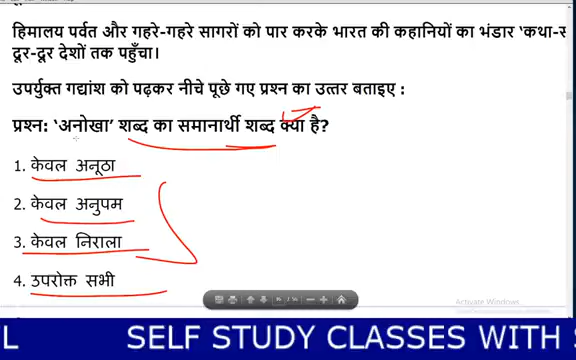 हिमालय पर्वत और गहरे-गहरे सागरों को पार करके भारत की कहानियों का भंडार 'कथा-स
दूर-दूर देशों तक पहुँचा।
उपर्युक्त गद्यांश को पढ़कर नीचे पूछे गए प्रश्न का उत्तर बताइए :
प्रश्न: 'अनोखा' शब्द का समानार्थी शब्द क्या है?
1. केवल अनूठा
2. केवल अनुपम
3. केवल निराला
4. उपरोक्त सभी
Activate Windows
L SELF STUDY CLASSES WITH S